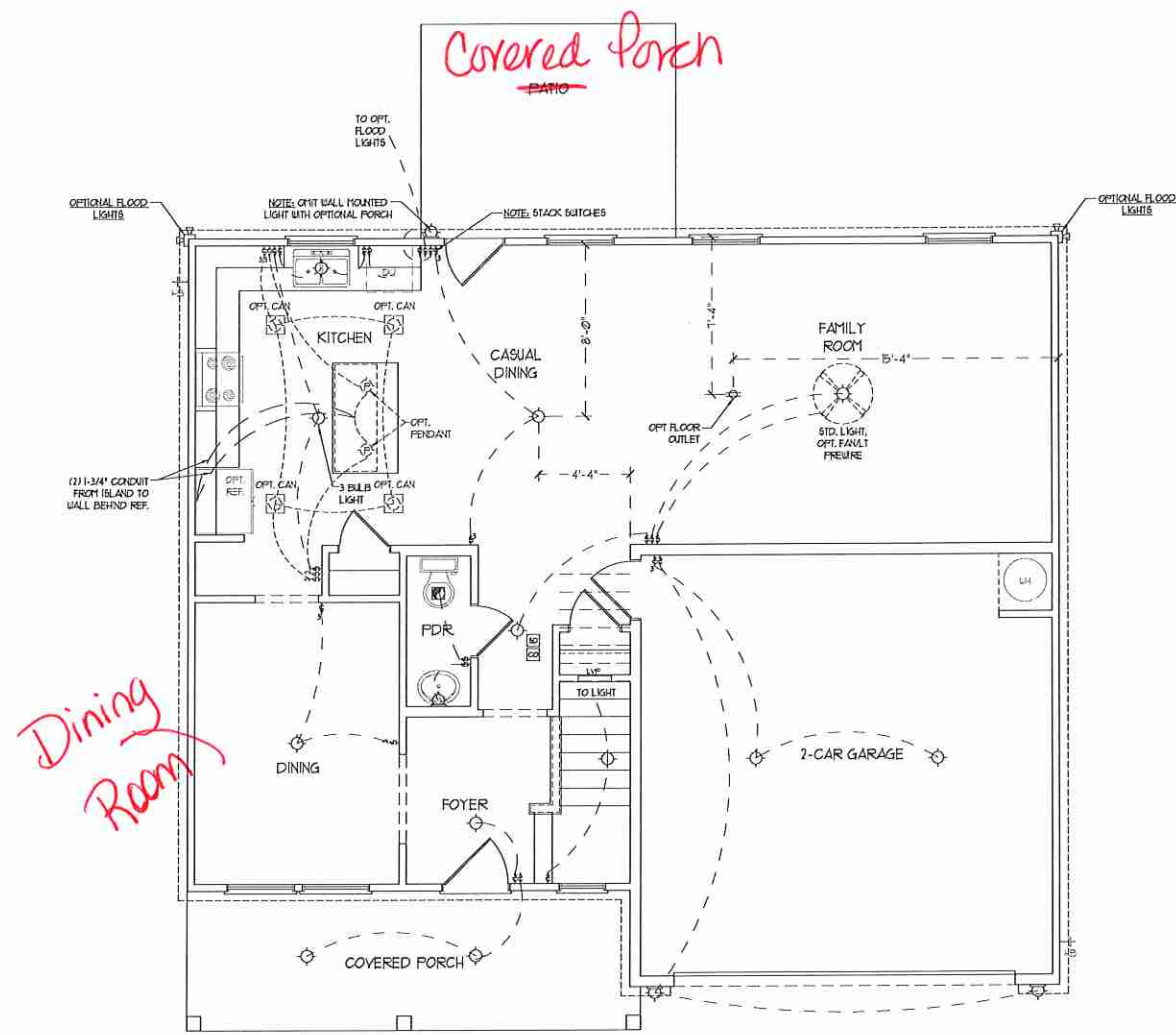 Covered Porch
PATIO
TO OPT.
FLOOD
LIGHTS
OPTIONAL FLOOD
LIGHTS
NOTE: OMIT WALL MOUNTED
LIGHT WITH OPTIONAL PORCH
NOTE: STACK SWITCHES
OPTIONAL FLOOD
LIGHTS
DW
OPT. CAN
OPT. CAN
KITCHEN
CASUAL
DINING
8'-0"
7'-4"
FAMILY
ROOM
15'-4"
P
P
OPT.
PENDANT
OPT FLOOR
OUTLET
STD. LIGHT,
OPT. FAN/LT
PREWIRE
(2) 1-3/4" CONDUIT
FROM ISLAND TO
WALL BEHIND REF.
OPT.
REF.
OPT. CAN
3 BULB
LIGHT
OPT. CAN
4'-4"
WH
PDR
UP
TO LIGHT
Dining
Room
DINING
FOYER
2-CAR GARAGE
COVERED PORCH